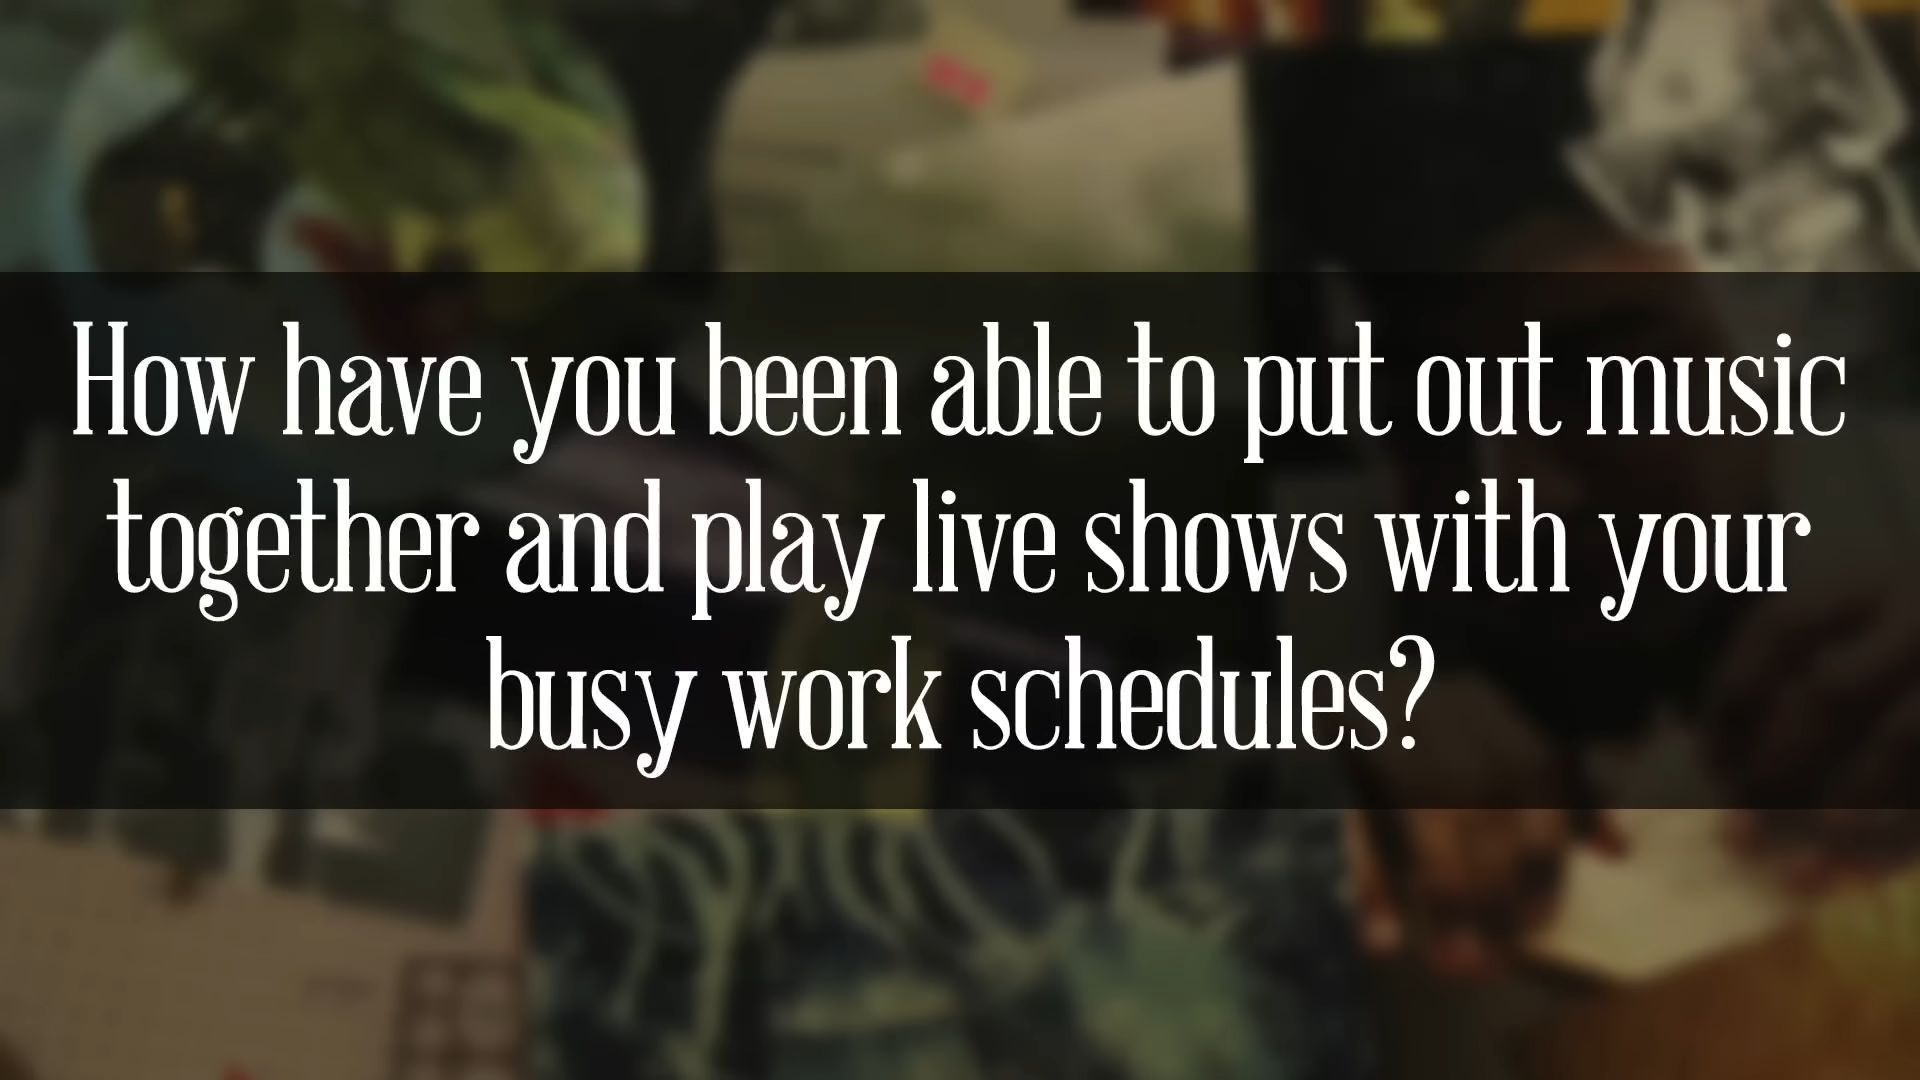 How have you been able to put out music
together and play live shows with your
busy work schedules?